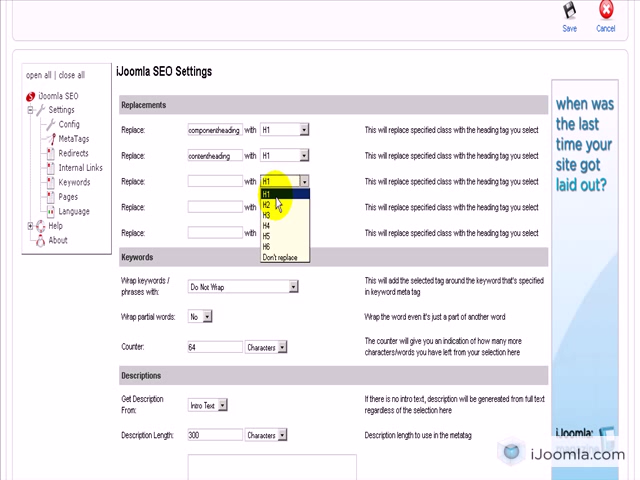 Save
Cancel
open all | close all
iJoomla SEO
Settings
Config
MetaTags
Redirects
Internal Links
Keywords
Pages
Language
Help
About
iJoomla SEO Settings
Replacements
Replace: componentheading with H1 This will replace specified class with the heading tag you select
Replace: contentheading with H1 This will replace specified class with the heading tag you select
Replace: with H1 This will replace specified class with the heading tag you select
H1
Replace: with H2 This will replace specified class with the heading tag you select
H3
H4
Replace: with H5 This will replace specified class with the heading tag you select
H6
Don't replace
Keywords
Wrap keywords / phrases with: Do Not Wrap This will add the selected tag around the keyword that's specified in keyword meta tag
Wrap partial words: No Wrap the word even it's just a part of another word
Counter: 64 Characters The counter will give you an indication of how many more characters/words you have left from your selection here
Descriptions
Get Description From: Intro Text If there is no intro text, description will be genereated from full text regardless of the selection here
Description Length: 300 Characters Description length to use in the metatag
when was
the last
time your
site got
laid out?
iJoomla:
iJoomla.com